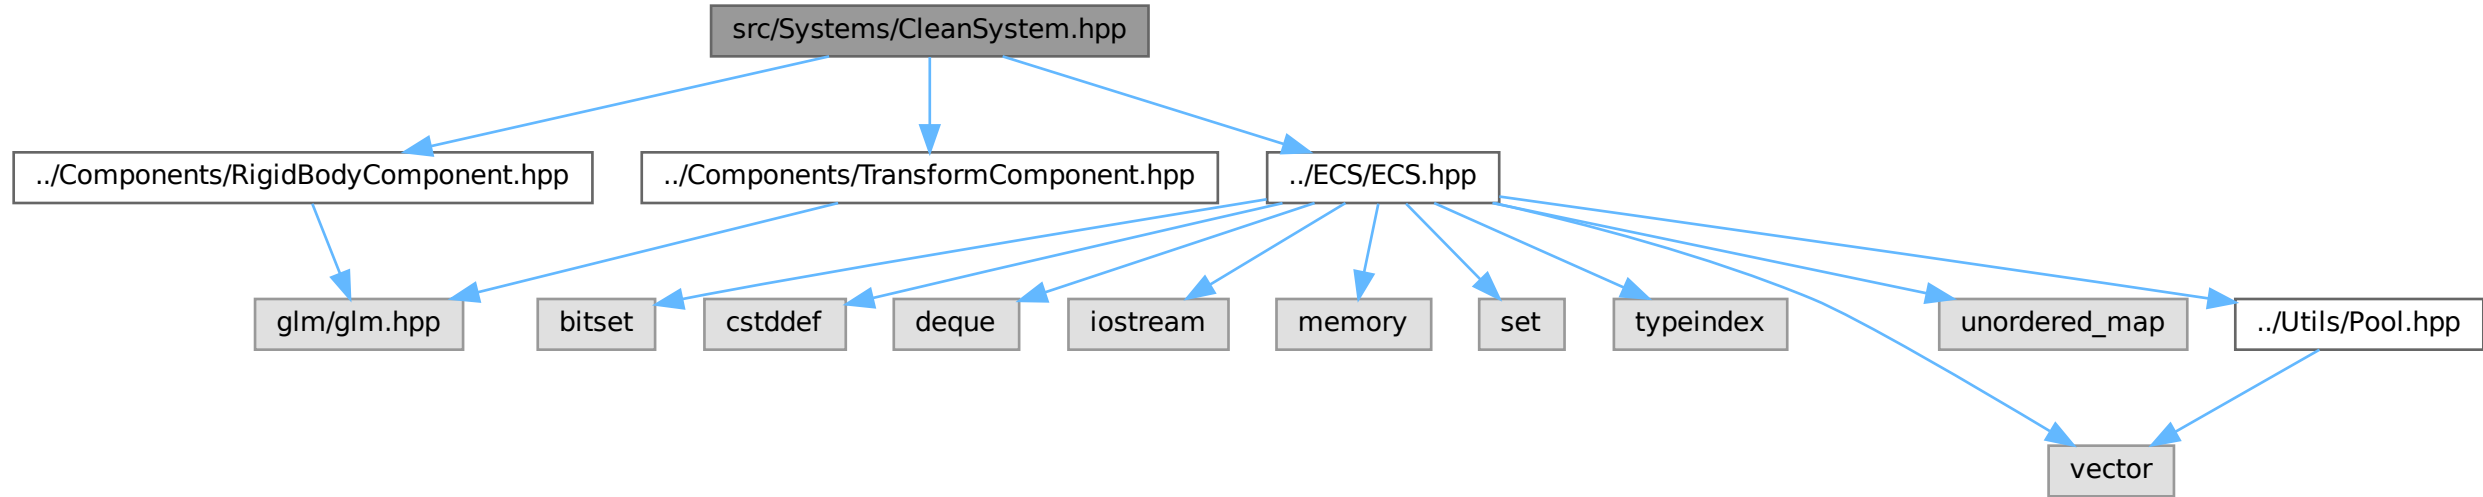 src/Systems/CleanSystem.hpp
../Components/RigidBodyComponent.hpp
../Components/TransformComponent.hpp
../ECS/ECS.hpp
glm/glm.hpp
bitset
cstddef
deque
iostream
memory
set
typeindex
unordered_map
../Utils/Pool.hpp
vector